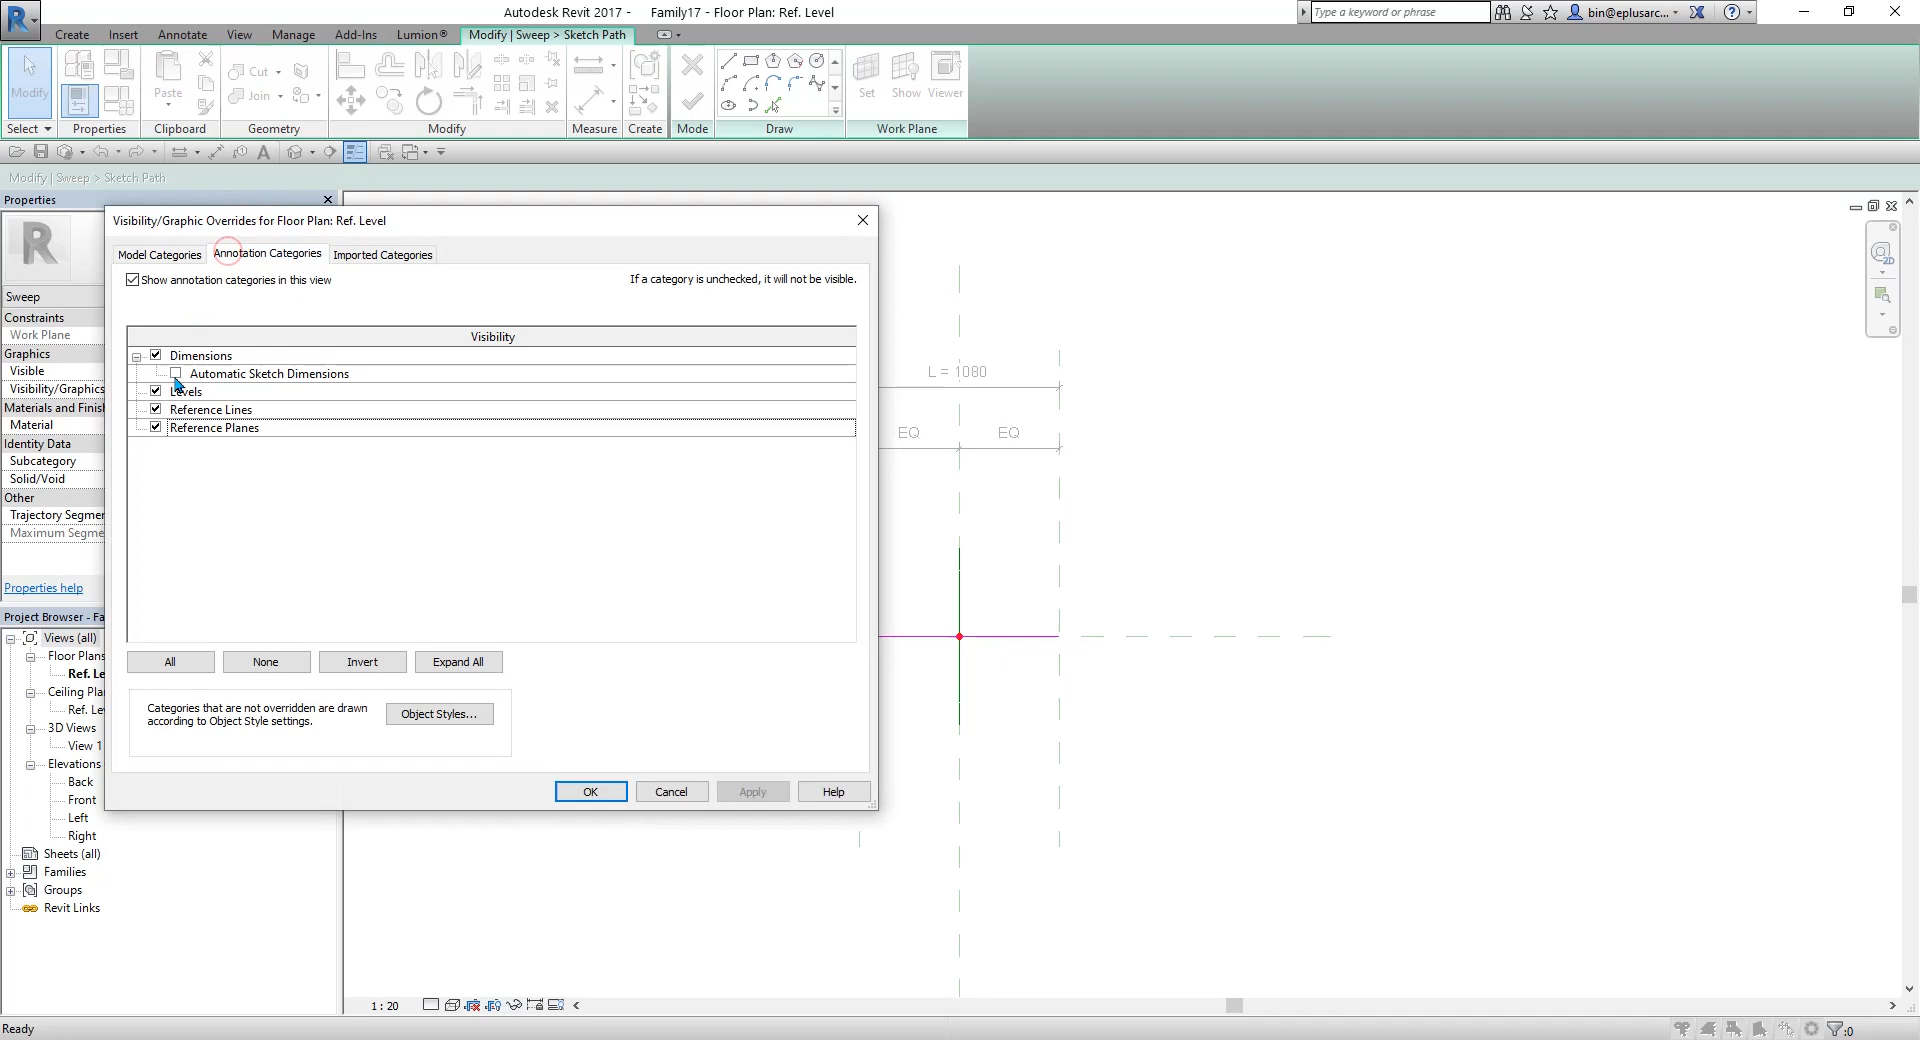 Autodesk Revit 2017 - Family17 - Floor Plan: Ref. Level
Type a keyword or phrase
bin@eplusarc...
Create Insert Annotate View Manage Add-Ins Lumion® Modify | Sweep > Sketch Path
Modify
Paste
Cut
Join
Set Show Viewer
Select Properties Clipboard Geometry Modify Measure Create Mode Draw Work Plane
Modify | Sweep > Sketch Path
Properties
Sweep
Constraints
Work Plane
Graphics
Visible
Visibility/Graphics
Materials and Finish
Material
Identity Data
Subcategory
Solid/Void
Other
Trajectory Segmen
Maximum Segme
Properties help
Project Browser - Fa
Views (all)
Floor Plans
Ref. Le
Ceiling Pla
Ref. Le
3D Views
View 1
Elevations
Back
Front
Left
Right
Sheets (all)
Families
Groups
Revit Links
Visibility/Graphic Overrides for Floor Plan: Ref. Level
Model Categories Annotation Categories Imported Categories
Show annotation categories in this view
If a category is unchecked, it will not be visible.
Visibility
Dimensions
Automatic Sketch Dimensions
Levels
Reference Lines
Reference Planes
All None Invert Expand All
Categories that are not overridden are drawn
according to Object Style settings.
Object Styles...
OK Cancel Apply Help
L = 1080
EQ EQ
2D
1 : 20
Ready
:0